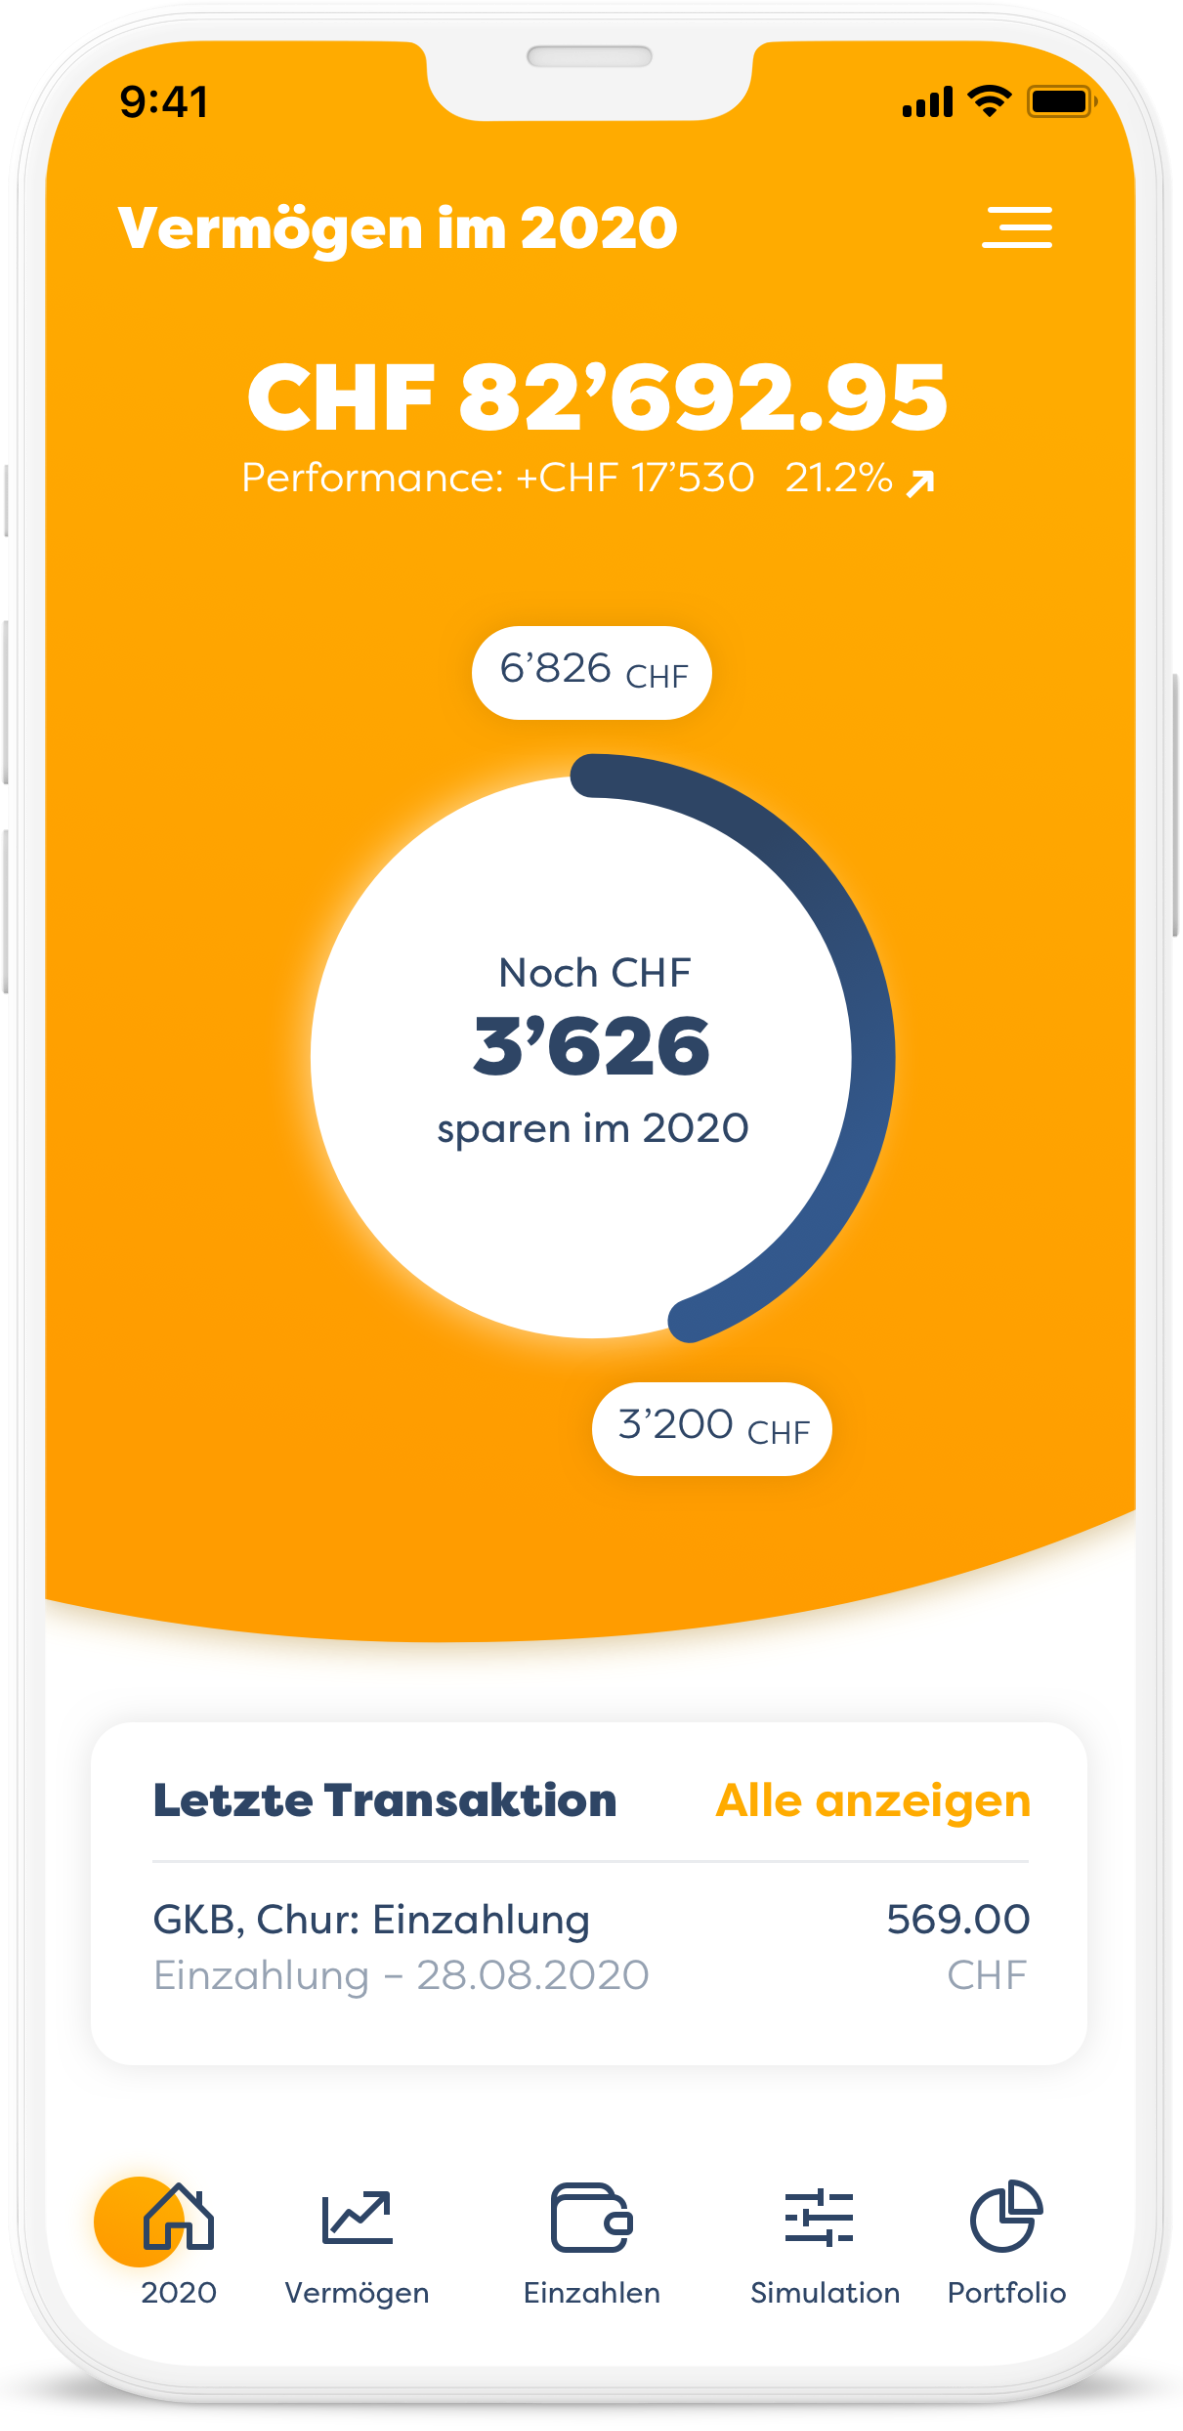 9:41
Vermögen im 2020
CHF 82’692.95
Performance: +CHF 17’530 21.2%
6’826 CHF
Noch CHF
3’626
sparen im 2020
3’200 CHF
Letzte Transaktion Alle anzeigen
GKB, Chur: Einzahlung 569.00
Einzahlung – 28.08.2020 CHF
2020 Vermögen Einzahlen Simulation Portfolio